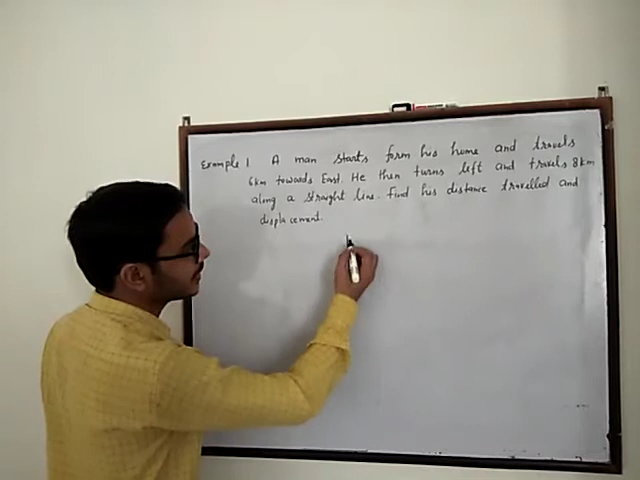 Example 1 A man starts form his home and travels
6km towards East. He then turns left and travels 8km
along a straight line. Find his distance travelled and
displacement.